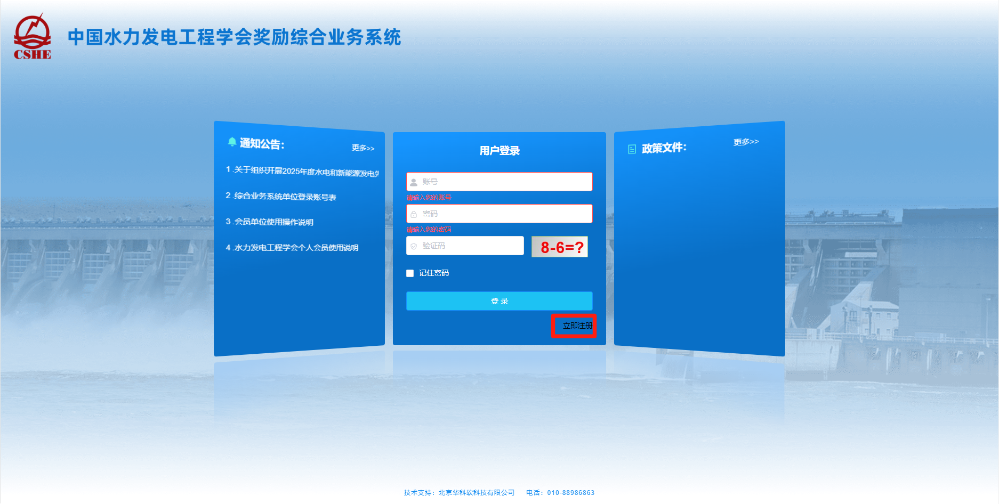 CSHE
中国水力发电工程学会奖励综合业务系统
通知公告：
更多>>
1 .关于组织开展2025年度水电和新能源发电
2 .综合业务系统单位登录账号表
3 .会员单位使用操作说明
4 .水力发电工程学会个人会员使用说明
用户登录
账号
请输入您的账号
密码
请输入您的密码
验证码
8-6=?
记住密码
登 录
立即注册
政策文件：
更多>>
技术支持：北京华科软科技有限公司 电话：010-88986863